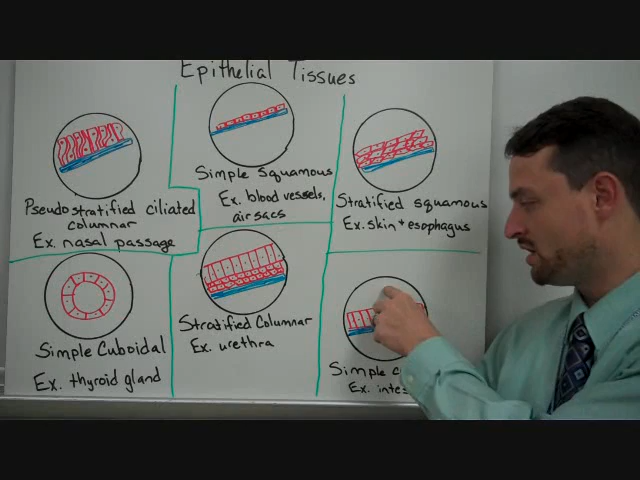 Epithelial Tissues
Pseudostratified ciliated
columnar
Ex. nasal passage
Simple Squamous
Ex. blood vessels,
air sacs
Stratified squamous
Ex. skin + esophagus
Simple Cuboidal
Ex. thyroid gland
Stratified Columnar
Ex. urethra
Simple
Ex.